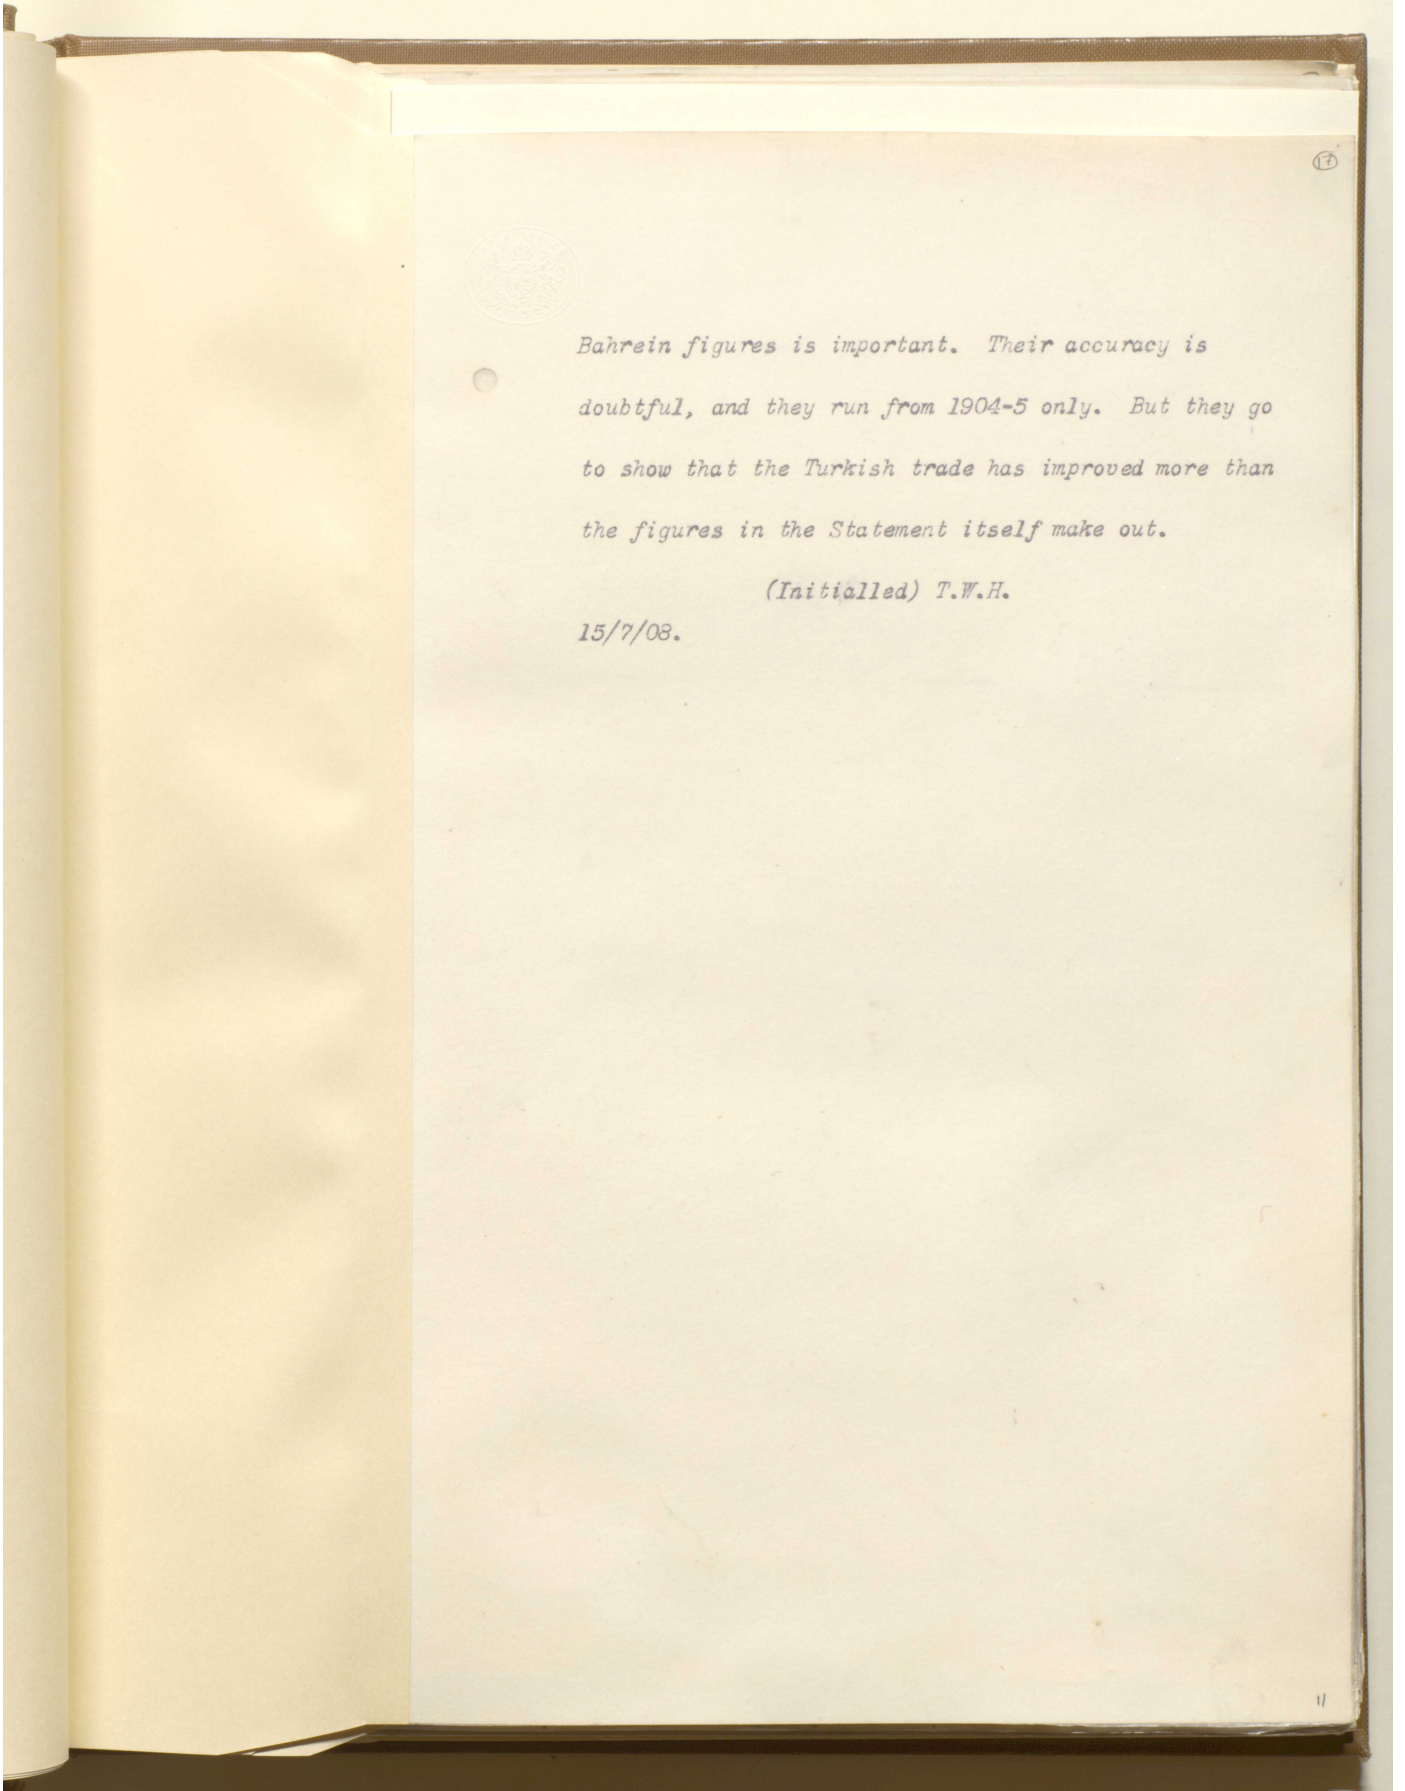 17
Bahrein figures is important. Their accuracy is
doubtful, and they run from 1904-5 only. But they go
to show that the Turkish trade has improved more than
the figures in the Statement itself make out.
(Initialled) T.W.H.
15/7/08.
11